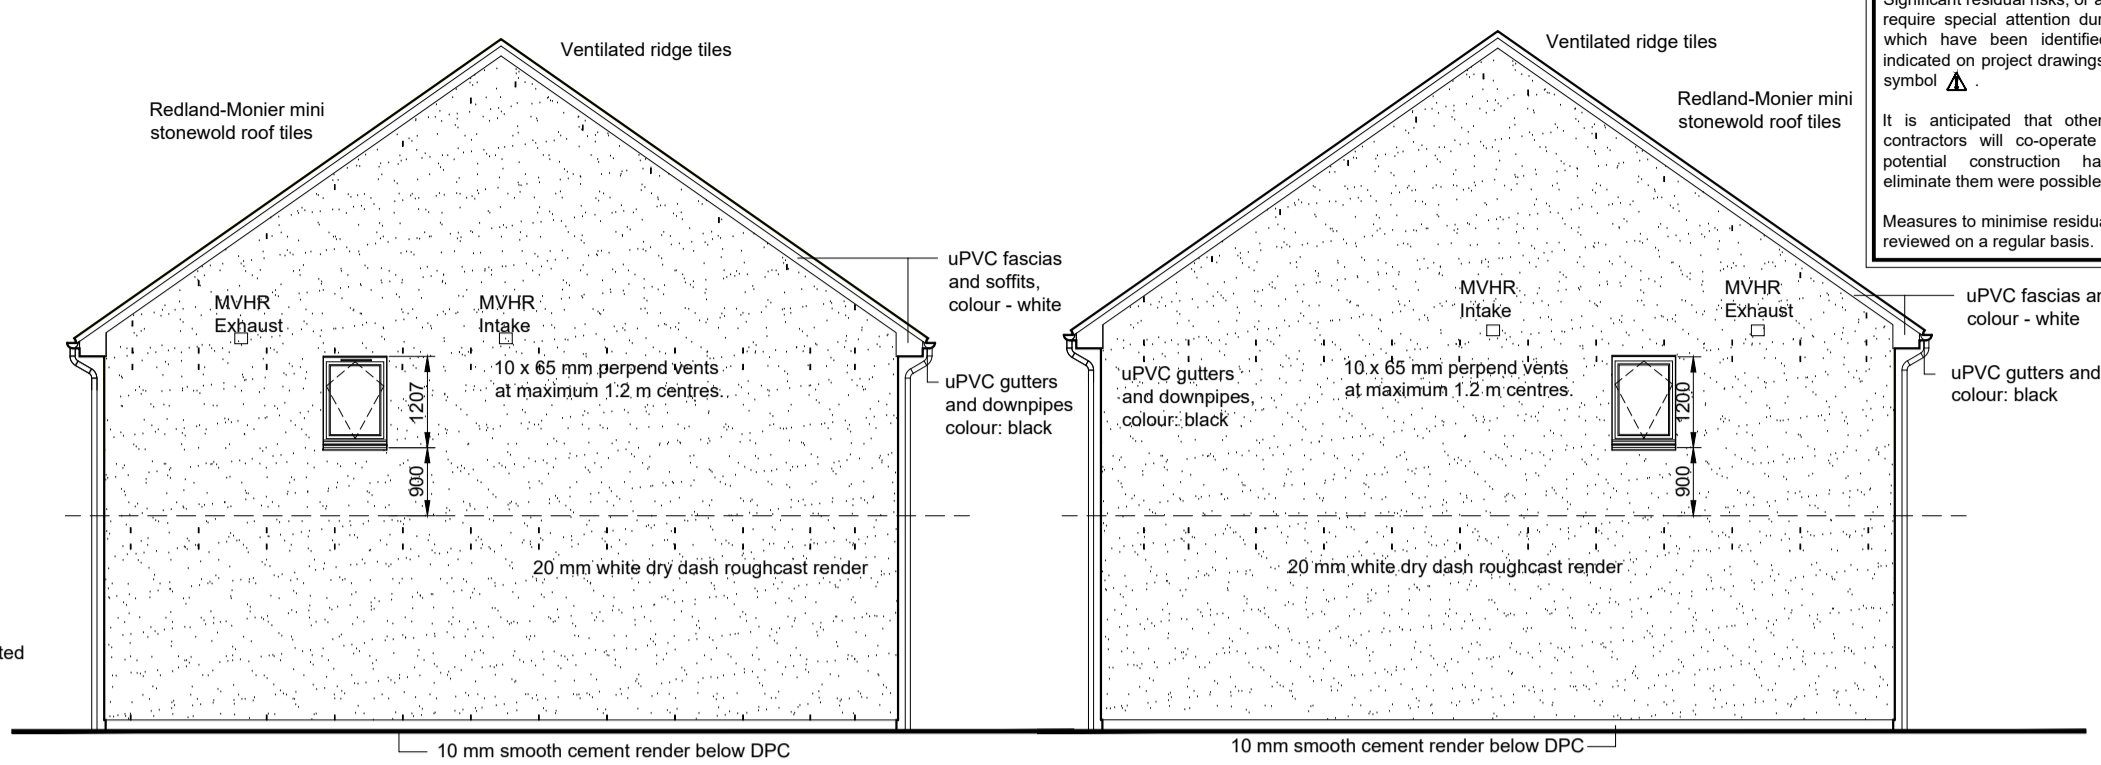 Ventilated ridge tiles
Redland-Monier mini
stonewold roof tiles
MVHR
Exhaust
MVHR
Intake
uPVC fascias
and soffits,
colour - white
10 x 65 mm perpend vents
at maximum 1.2 m centres.
1207
900
uPVC gutters
and downpipes
colour: black
20 mm white dry dash roughcast render
10 mm smooth cement render below DPC
Ventilated ridge tiles
Redland-Monier mini
stonewold roof tiles
MVHR
Intake
MVHR
Exhaust
uPVC gutters
and downpipes,
colour: black
10 x 65 mm perpend vents
at maximum 1.2 m centres.
1200
900
uPVC fascias
colour - white
uPVC gutters and
colour: black
20 mm white dry dash roughcast render
10 mm smooth cement render below DPC
require special attention
which have been
indicated on project drawings
symbol
It is anticipated that
contractors will co-operate
potential construction
eliminate them were possible
Measures to minimise
reviewed on a regular basis.